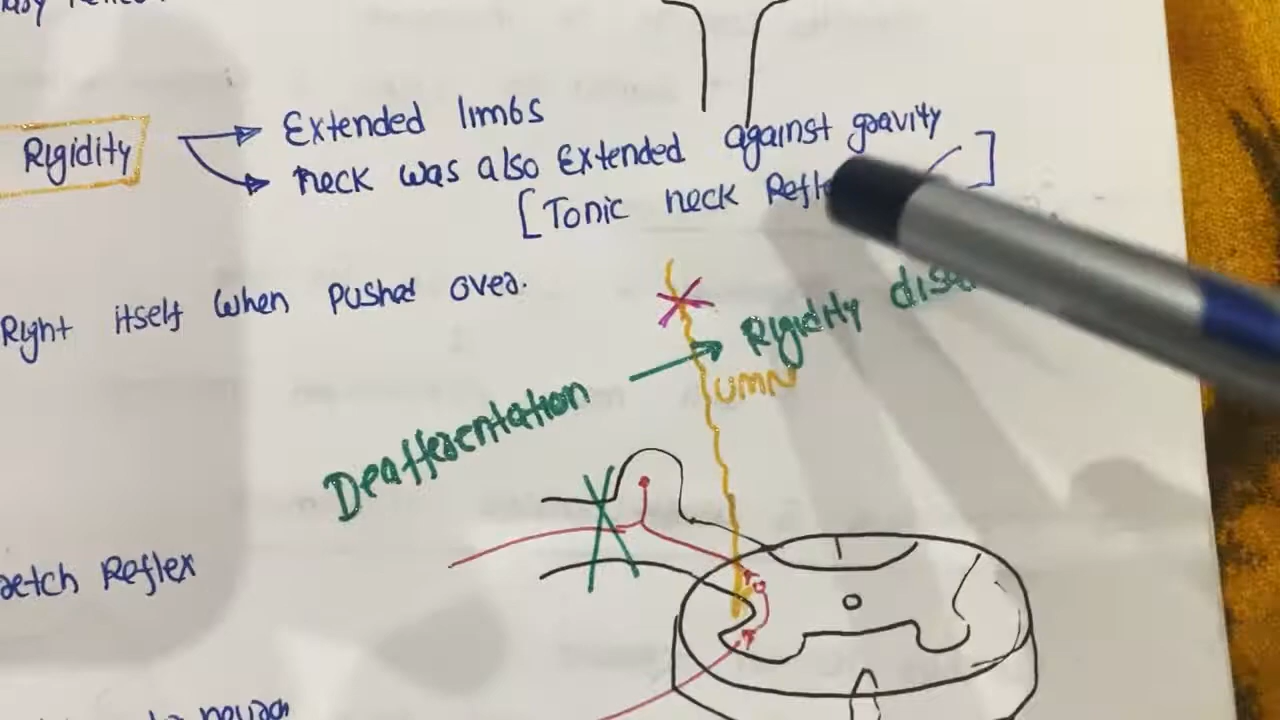 Rigidity
Extended limbs
neck was also Extended against gravity
[Tonic neck ]
Right itself when pushed over.
Rigidity
UMN
Deafferentation
Reflex